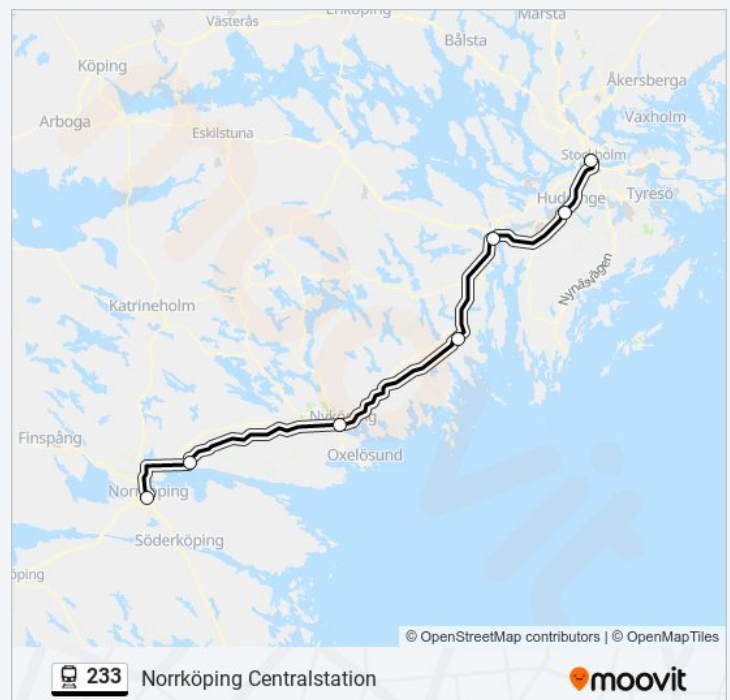 Enköping
Märsta
Västerås
Bålsta
Köping
Åkersberga
Arboga
Vaxholm
Eskilstuna
Stockholm
Huddinge
Tyresö
Nynäsvägen
Katrineholm
Nyköping
Finspång
Oxelösund
Norrköping
Söderköping
öping
© OpenStreetMap contributors | © OpenMapTiles
233 Norrköping Centralstation
moovit